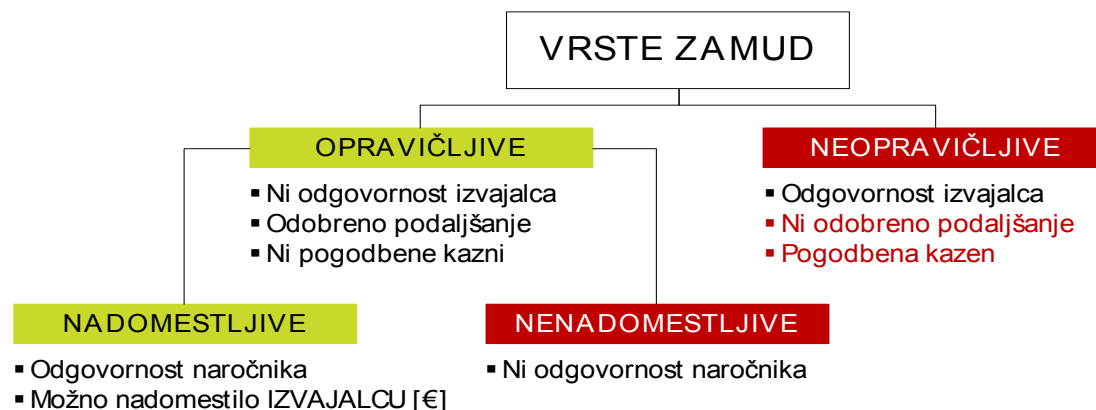 VRSTE ZAMUD
OPRAVIČLJIVE
▪ Ni odgovornost izvajalca
▪ Odobreno podaljšanje
▪ Ni pogodbene kazni
NEOPRAVIČLJIVE
▪ Odgovornost izvajalca
▪ Ni odobreno podaljšanje
▪ Pogodbena kazen
NADOMESTLJIVE
▪ Odgovornost naročnika
▪ Možno nadomestilo IZVAJALCU [€]
NENADOMESTLJIVE
▪ Ni odgovornost naročnika